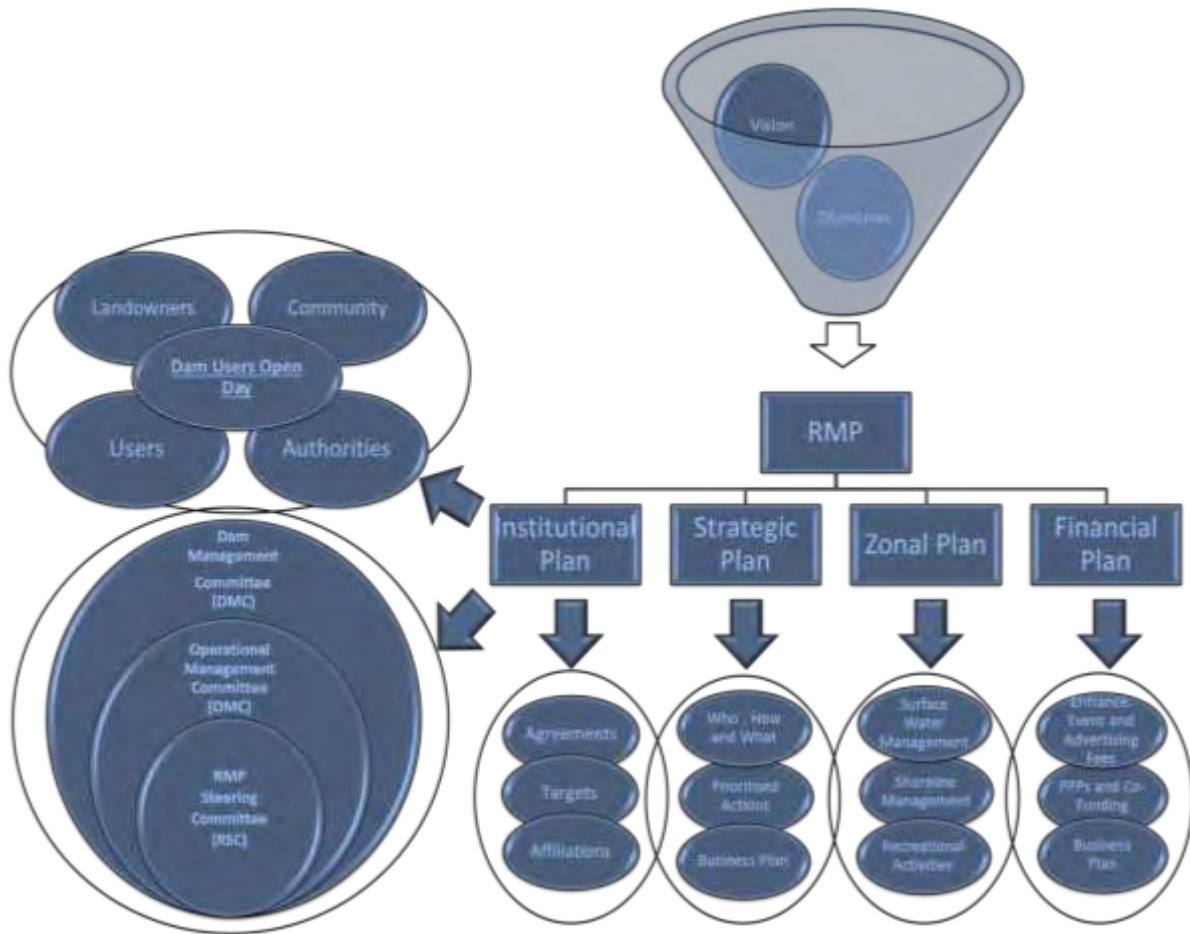 Vision
Objectives
Landowners
Community
Dam Users Open
Day
Users
Authorities
RMP
Institutional
Plan
Strategic
Plan
Zonal Plan
Financial
Plan
Dam
Management
Committee
(DMC)
Operational
Management
Committee
(DMC)
RMP
Steering
Committee
(RSC)
Agreements
Targets
Affiliations
Who , How
and What
Prioritised
Actions
Business Plan
Surface
Water
Management
Shoreline
Management
Recreational
Activities
Enhance,
Event and
Advertising
Fees
PPPs and Co-
Funding
Business
Plan